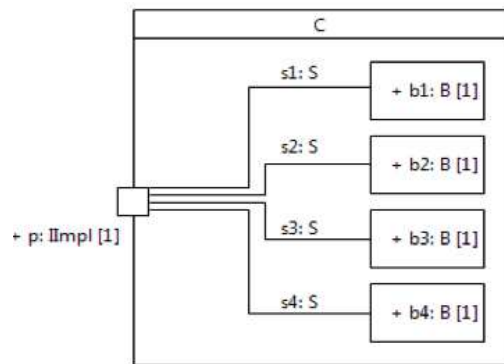 C
s1: S
+ b1: B [1]
s2: S
+ b2: B [1]
+ p: IImpl [1]
s3: S
+ b3: B [1]
s4: S
+ b4: B [1]